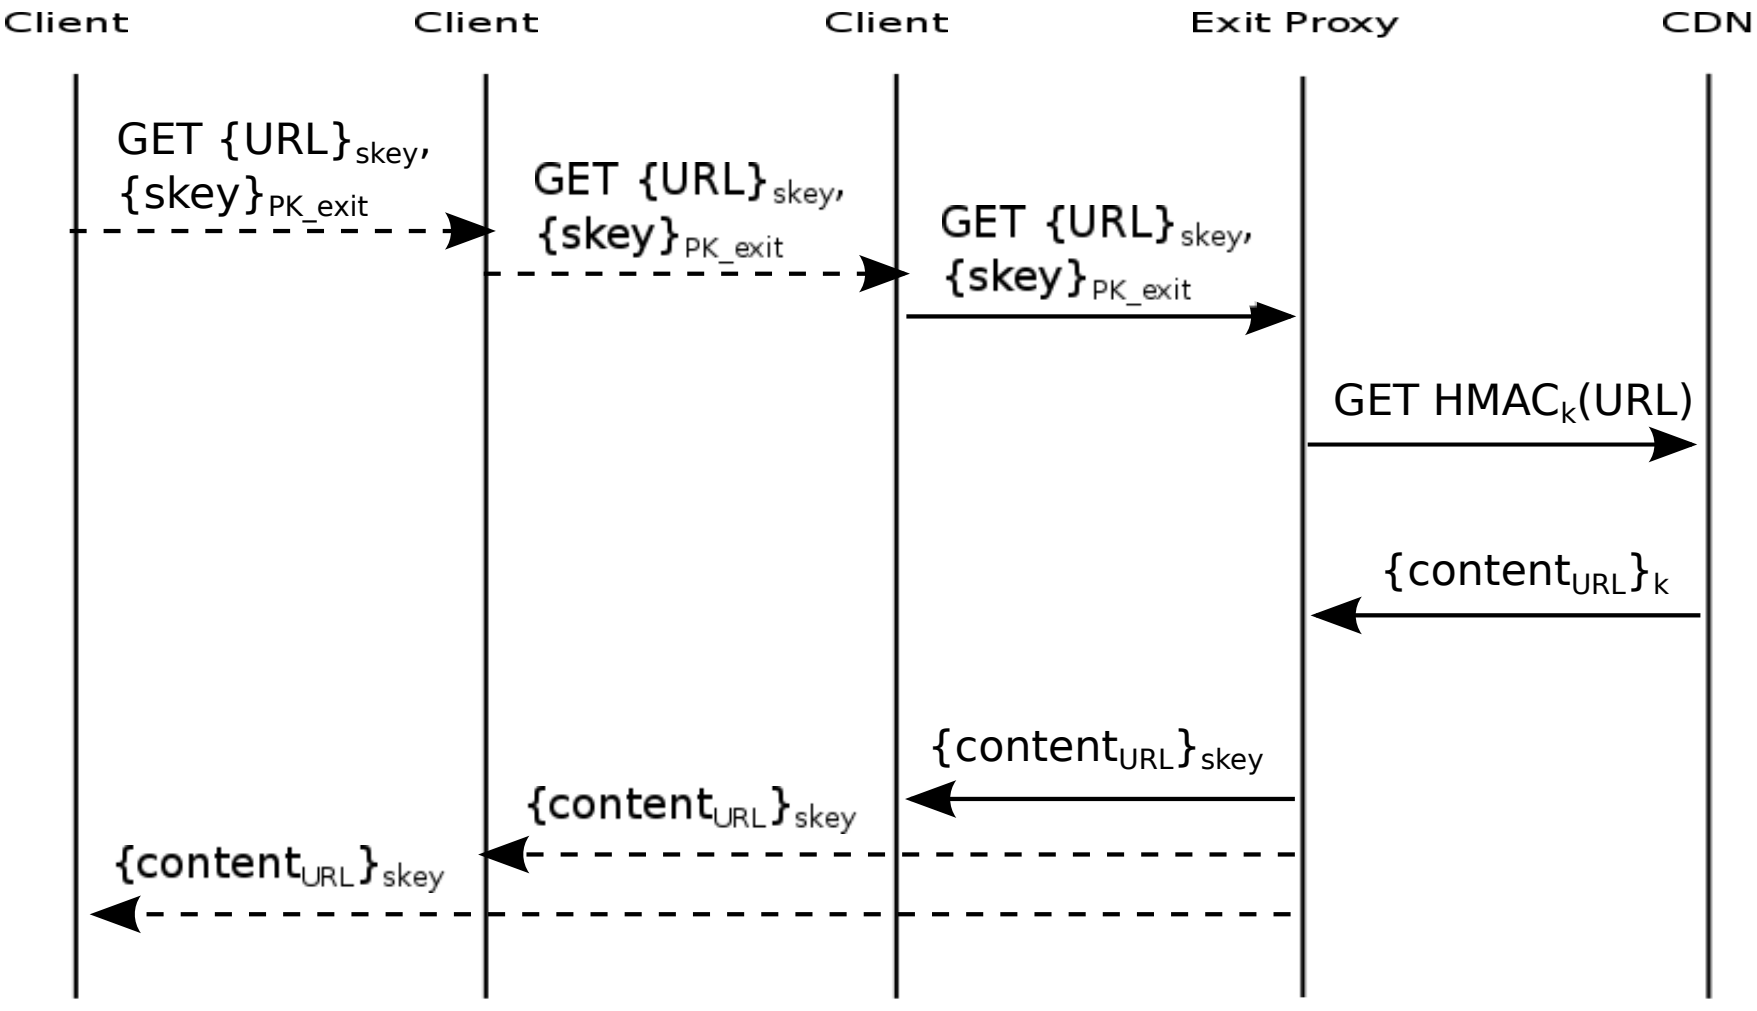 Client Client Client Exit Proxy CDN
GET {URL}skey,
{skey}PK_exit
GET {URL}skey,
{skey}PK_exit
GET {URL}skey,
{skey}PK_exit
GET HMACk(URL)
{contentURL}k
{contentURL}skey
{contentURL}skey
{contentURL}skey